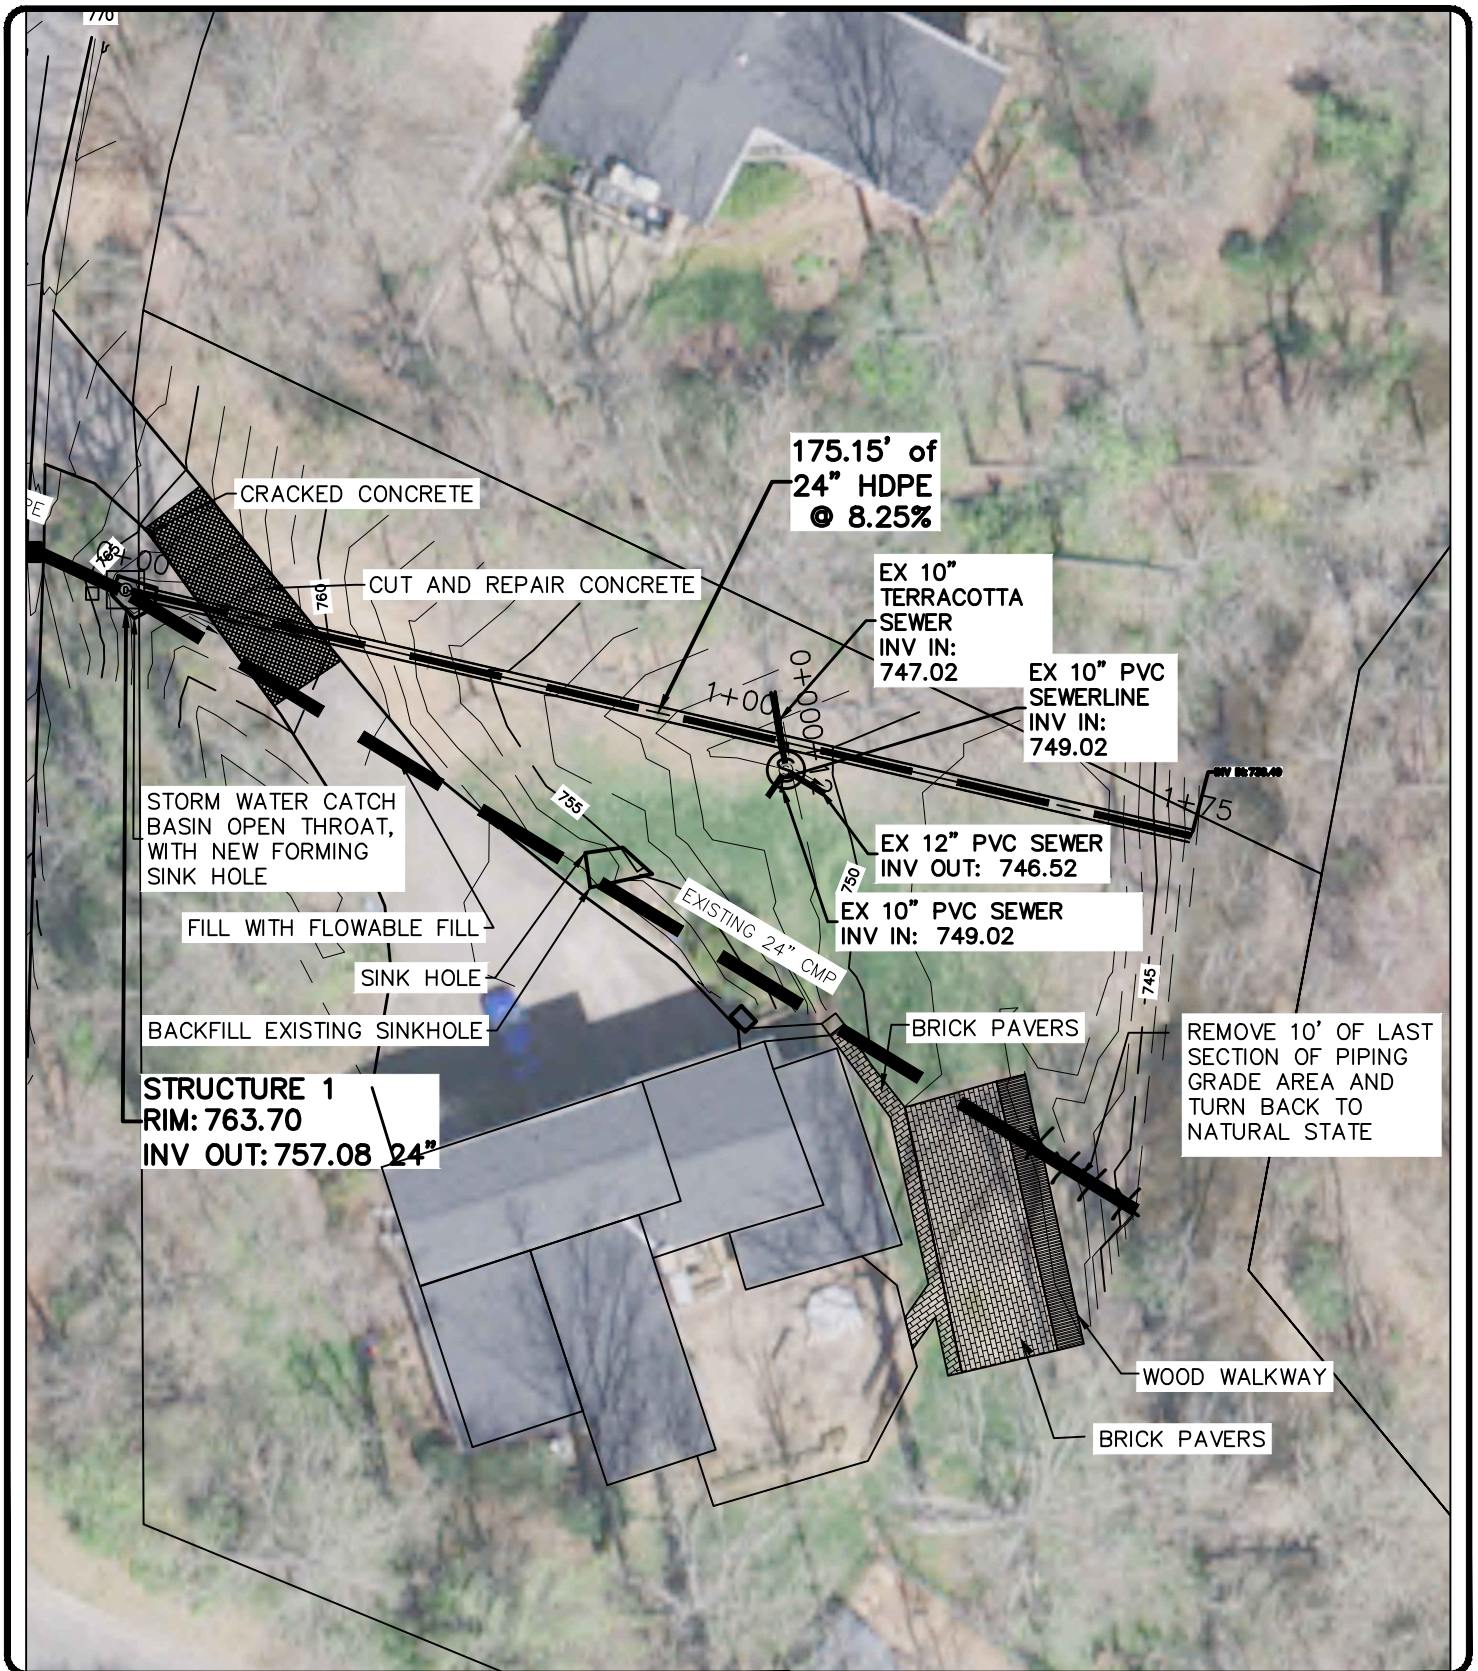 770
175.15' of
24" HDPE
@ 8.25%
CRACKED CONCRETE
PE
0+00
765
CUT AND REPAIR CONCRETE
760
EX 10"
TERRACOTTA
SEWER
INV IN:
747.02
EX 10" PVC
SEWERLINE
INV IN:
749.02
1+00
0+00
1+75
STORM WATER CATCH
BASIN OPEN THROAT,
WITH NEW FORMING
SINK HOLE
755
EX 12" PVC SEWER
INV OUT: 746.52
750
EX 10" PVC SEWER
INV IN: 749.02
FILL WITH FLOWABLE FILL
EXISTING 24" CMP
SINK HOLE
745
BACKFILL EXISTING SINKHOLE
BRICK PAVERS
REMOVE 10' OF LAST
SECTION OF PIPING
GRADE AREA AND
TURN BACK TO
NATURAL STATE
STRUCTURE 1
RIM: 763.70
INV OUT: 757.08 24"
WOOD WALKWAY
BRICK PAVERS